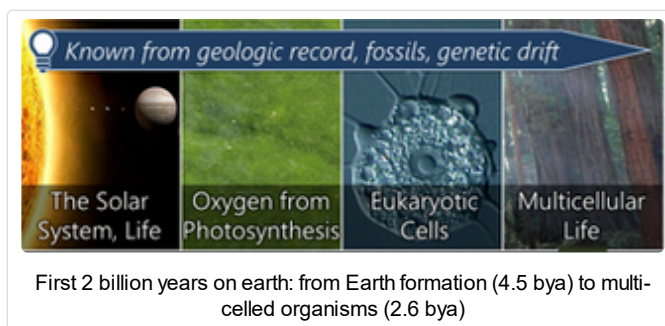 Known from geologic record, fossils, genetic drift
The Solar System, Life
Oxygen from Photosynthesis
Eukaryotic Cells
Multicellular Life
First 2 billion years on earth: from Earth formation (4.5 bya) to multi-
celled organisms (2.6 bya)